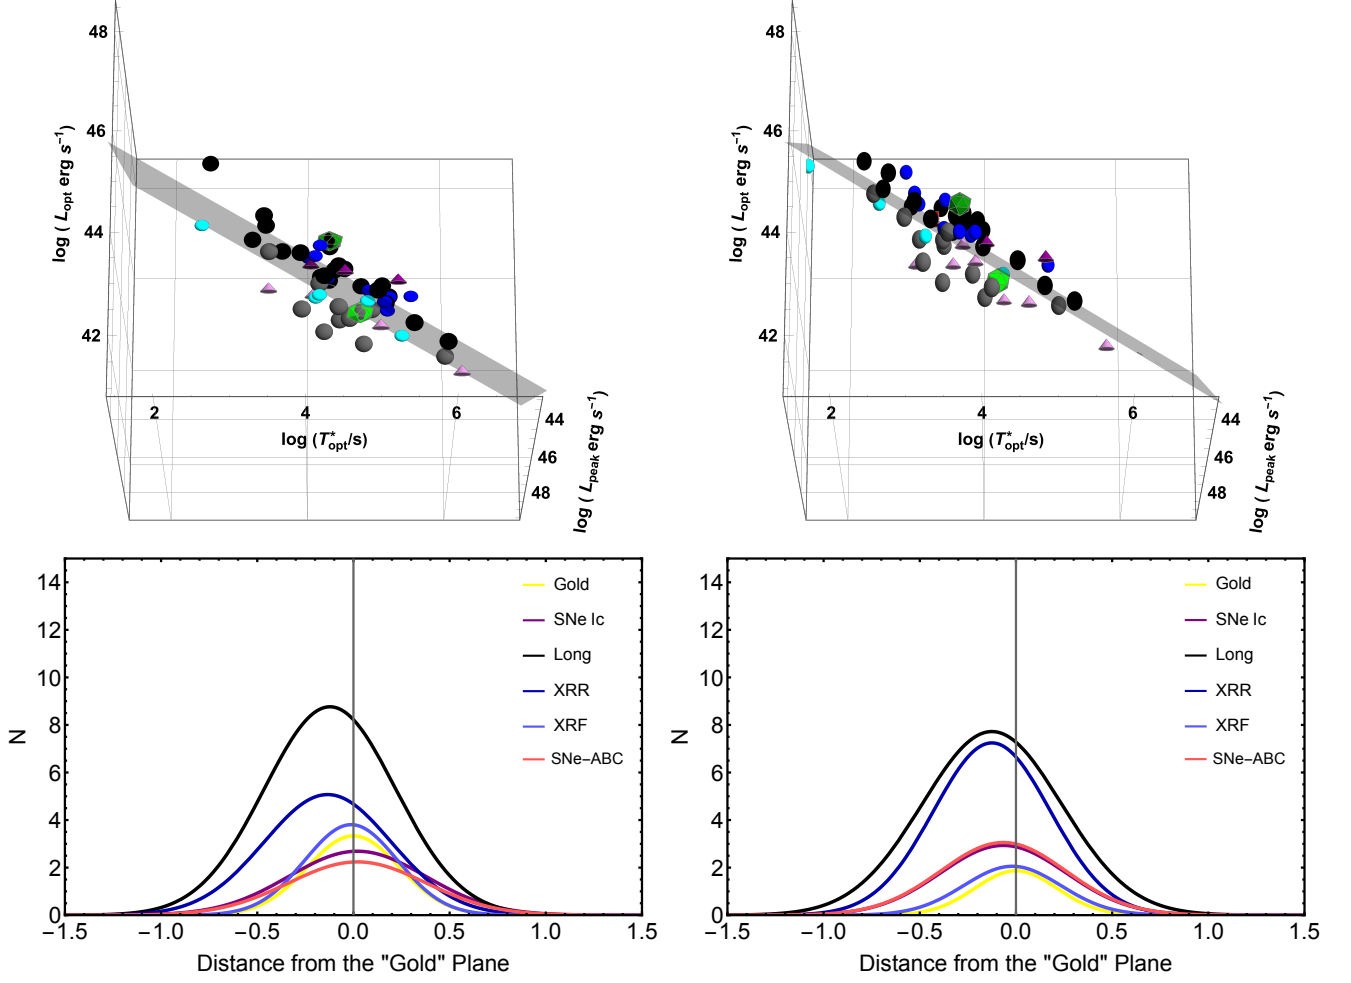 48
46
44
42
log ( L_opt erg s⁻¹)
2
4
6
log (T*_opt/s)
44
46
48
log ( L_peak erg s⁻¹)
48
46
44
42
log ( L_opt erg s⁻¹)
2
4
6
log (T*_opt/s)
44
46
48
log ( L_peak erg s⁻¹)
14
12
10
8
6
4
2
0
N
Gold
SNe Ic
Long
XRR
XRF
SNe−ABC
−1.5
−1.0
−0.5
0.0
0.5
1.0
1.5
Distance from the "Gold" Plane
14
12
10
8
6
4
2
0
N
Gold
SNe Ic
Long
XRR
XRF
SNe−ABC
−1.5
−1.0
−0.5
0.0
0.5
1.0
1.5
Distance from the "Gold" Plane